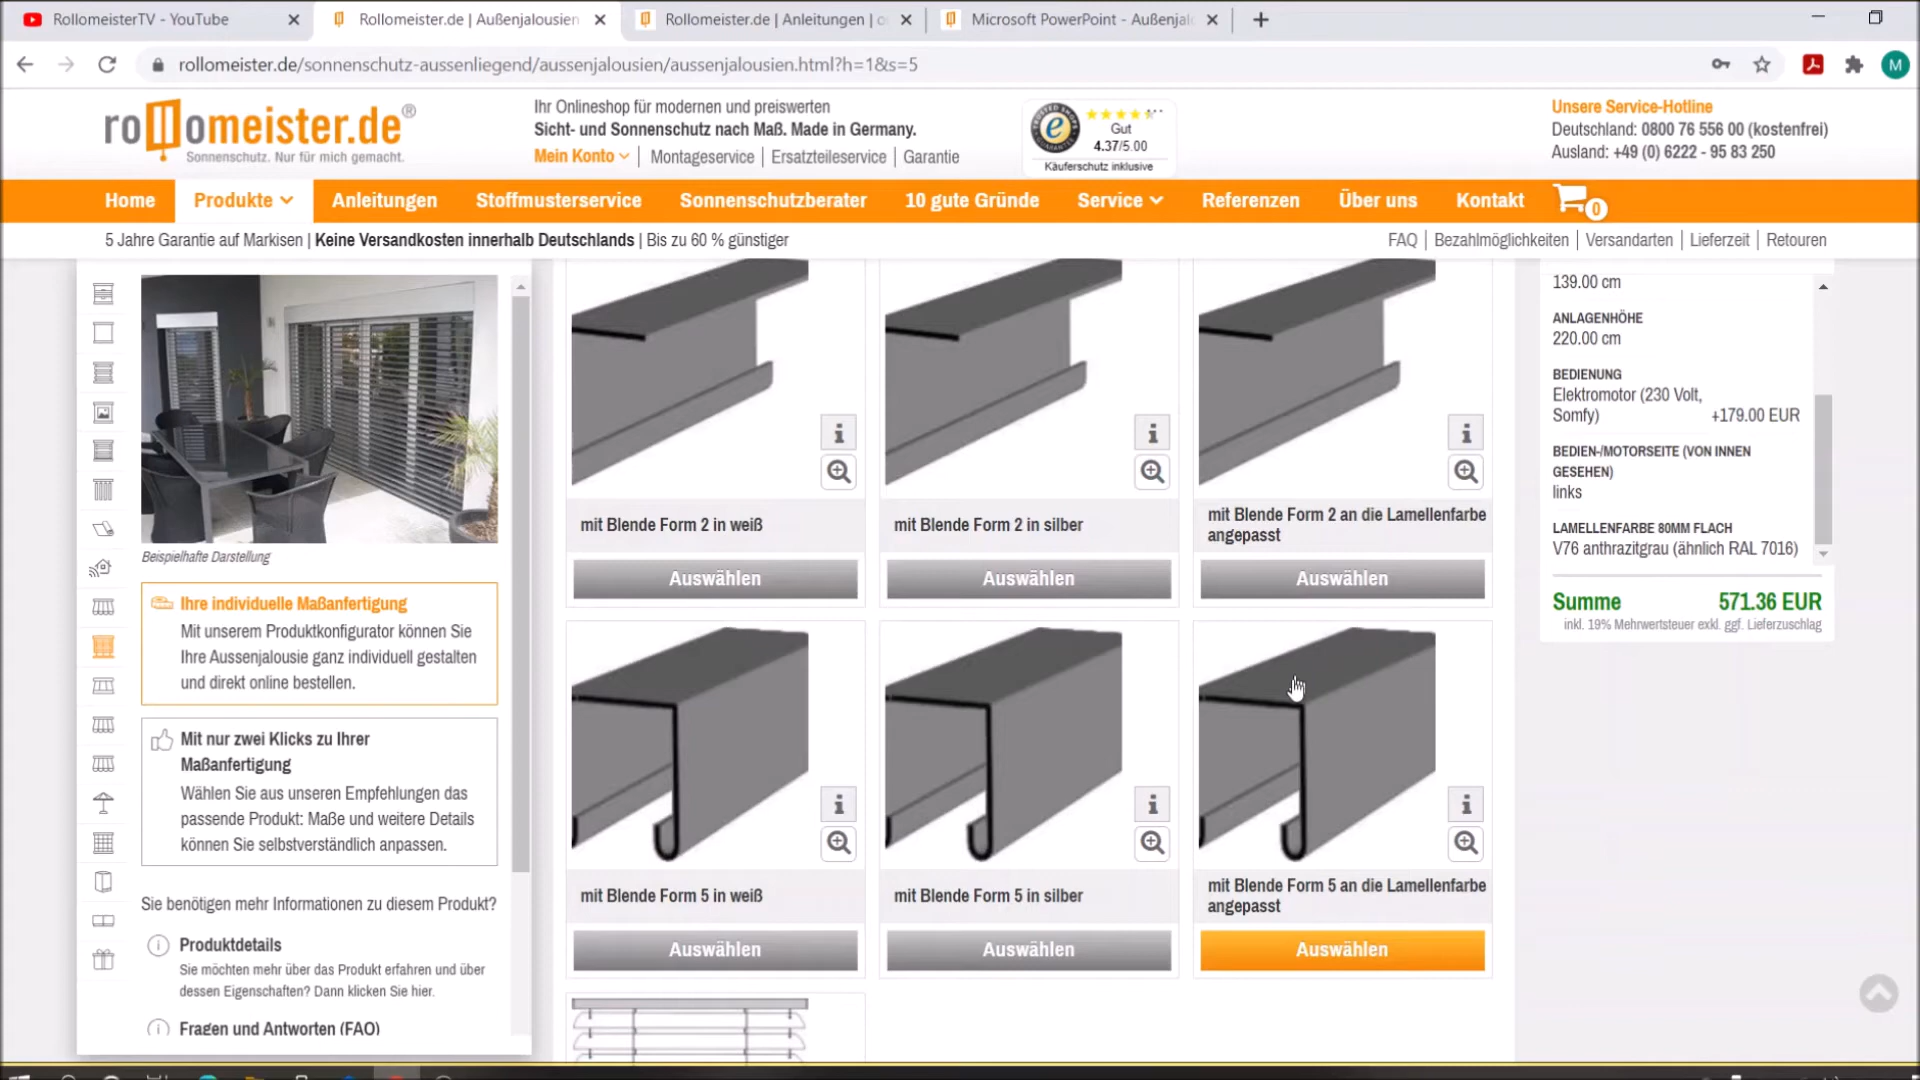 RollomeisterTV - YouTube
Rollomeister.de | Außenjalousien
Rollomeister.de | Anleitungen | o
Microsoft PowerPoint - Außenjal
rollomeister.de/sonnenschutz-aussenliegend/aussenjalousien/aussenjalousien.html?h=1&s=5
M
rollomeister.de®
Sonnenschutz. Nur für mich gemacht.
Ihr Onlineshop für modernen und preiswerten
Sicht- und Sonnenschutz nach Maß. Made in Germany.
Mein Konto | Montageservice | Ersatzteileservice | Garantie
Gut
4.37/5.00
Käuferschutz inklusive
Unsere Service-Hotline
Deutschland: 0800 76 556 00 (kostenfrei)
Ausland: +49 (0) 6222 - 95 83 250
Home Produkte Anleitungen Stoffmusterservice Sonnenschutzberater 10 gute Gründe Service Referenzen Über uns Kontakt 0
5 Jahre Garantie auf Markisen | Keine Versandkosten innerhalb Deutschlands | Bis zu 60 % günstiger
FAQ | Bezahlmöglichkeiten | Versandarten | Lieferzeit | Retouren
Beispielhafte Darstellung
Ihre individuelle Maßanfertigung
Mit unserem Produktkonfigurator können Sie
Ihre Aussenjalousie ganz individuell gestalten
und direkt online bestellen.
Mit nur zwei Klicks zu Ihrer
Maßanfertigung
Wählen Sie aus unseren Empfehlungen das
passende Produkt: Maße und weitere Details
können Sie selbstverständlich anpassen.
Sie benötigen mehr Informationen zu diesem Produkt?
Produktdetails
Sie möchten mehr über das Produkt erfahren und über
dessen Eigenschaften? Dann klicken Sie hier.
Fragen und Antworten (FAQ)
mit Blende Form 2 in weiß
Auswählen
mit Blende Form 2 in silber
Auswählen
mit Blende Form 2 an die Lamellenfarbe
angepasst
Auswählen
mit Blende Form 5 in weiß
Auswählen
mit Blende Form 5 in silber
Auswählen
mit Blende Form 5 an die Lamellenfarbe
angepasst
Auswählen
139.00 cm
ANLAGENHÖHE
220.00 cm
BEDIENUNG
Elektromotor (230 Volt,
Somfy) +179.00 EUR
BEDIEN-/MOTORSEITE (VON INNEN
GESEHEN)
links
LAMELLENFARBE 80MM FLACH
V76 anthrazitgrau (ähnlich RAL 7016)
Summe 571.36 EUR
inkl. 19% Mehrwertsteuer exkl. ggf. Lieferzuschlag